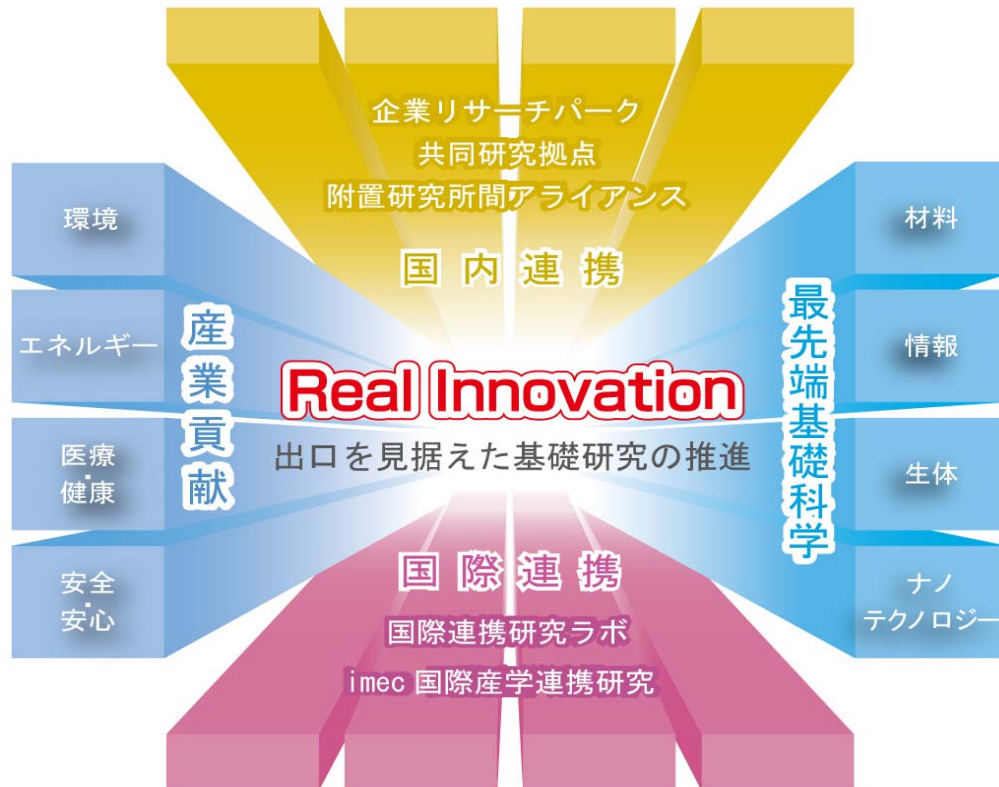 企業リサーチパーク
共同研究拠点
附置研究所間アライアンス
国内連携
環境
エネルギー
医療・
健康
安全・
安心
産業貢献
Real Innovation
出口を見据えた基礎研究の推進
最先端基礎科学
材料
情報
生体
ナノ
テクノロジー
国際連携
国際連携研究ラボ
imec 国際産学連携研究